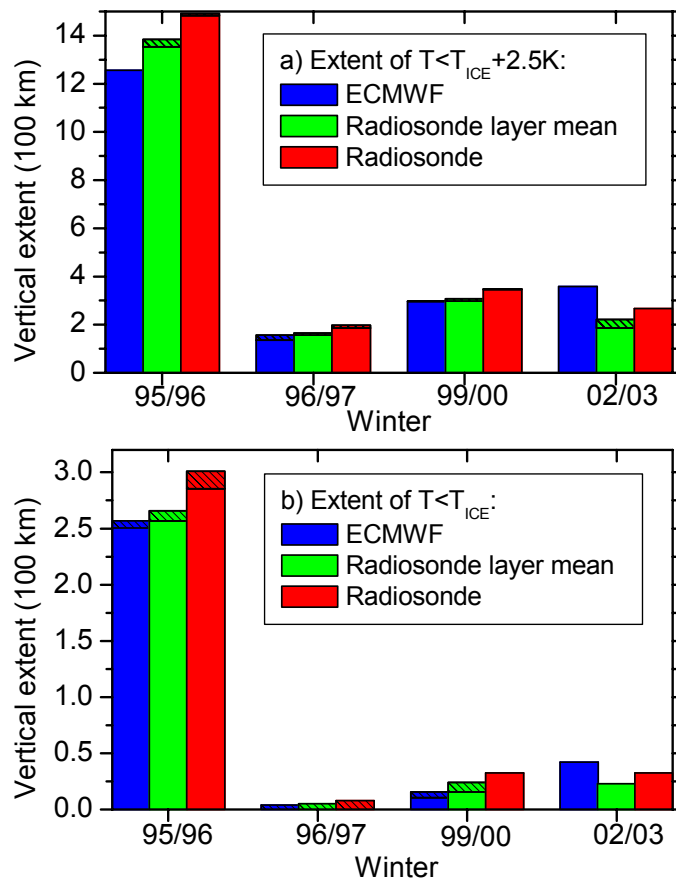 14
12
10
8
6
4
2
0
Vertical extent (100 km)
a) Extent of T<T_ICE+2.5K:
ECMWF
Radiosonde layer mean
Radiosonde
95/96 96/97 99/00 02/03
Winter
3.0
2.5
2.0
1.5
1.0
0.5
0.0
Vertical extent (100 km)
b) Extent of T<T_ICE:
ECMWF
Radiosonde layer mean
Radiosonde
95/96 96/97 99/00 02/03
Winter